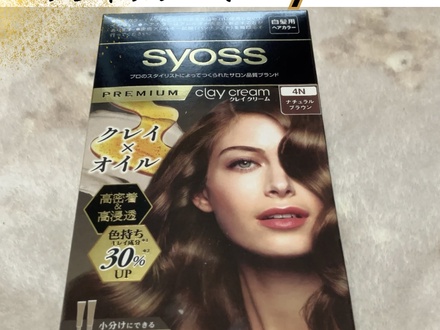 白髪用
ヘアカラー
syoss
プロのスタイリストによってつくられたサロン品質ブランド
PREMIUM clay cream 4N
クレイクリーム
ナチュラル
ブラウン
クレイ
×
オイル
高密着
&
高浸透
色持ち
30%
UP
小分けにできる